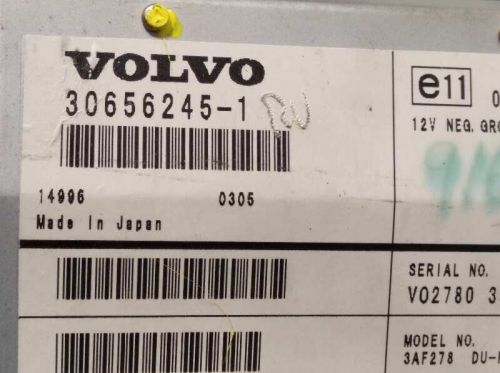 VOLVO
30656245-1
14996 0305
Made In Japan
e11 0
12V NEG. GRO
SERIAL NO.
VO2780 3
MODEL NO.
3AF278 DU-